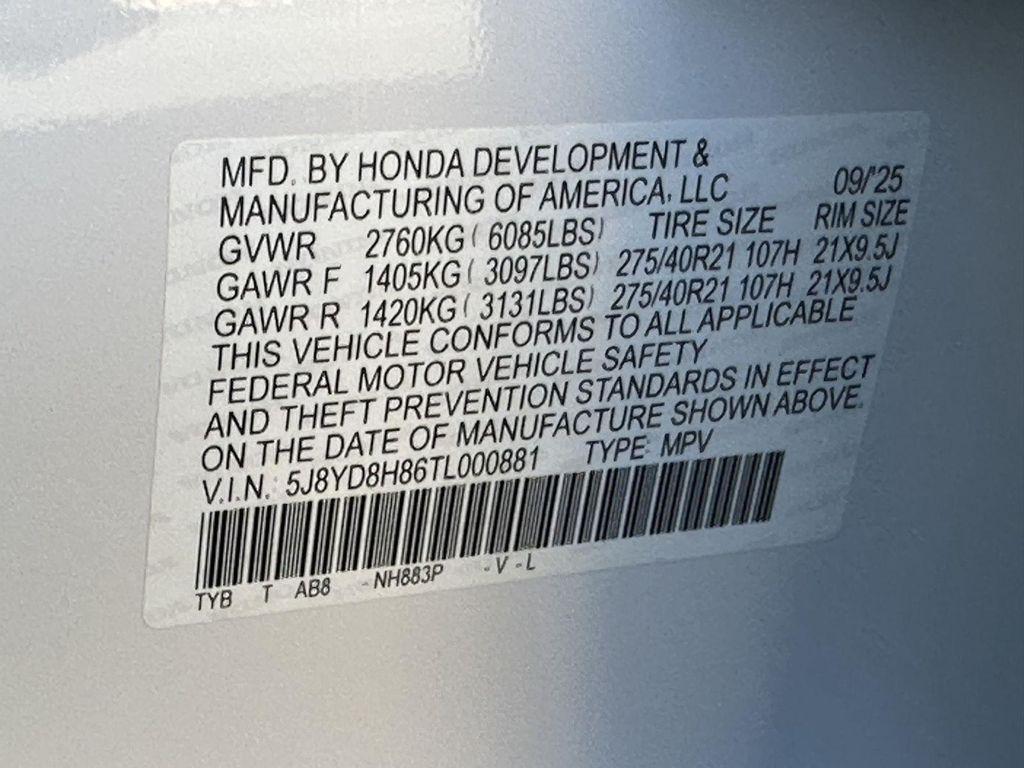 MFD. BY HONDA DEVELOPMENT &
MANUFACTURING OF AMERICA, LLC 09/'25
GVWR 2760KG ( 6085LBS) TIRE SIZE RIM SIZE
GAWR F 1405KG ( 3097LBS) 275/40R21 107H 21X9.5J
GAWR R 1420KG ( 3131LBS) 275/40R21 107H 21X9.5J
THIS VEHICLE CONFORMS TO ALL APPLICABLE
FEDERAL MOTOR VEHICLE SAFETY
AND THEFT PREVENTION STANDARDS IN EFFECT
ON THE DATE OF MANUFACTURE SHOWN ABOVE.
V.I.N. : 5J8YD8H86TL000881 TYPE: MPV
TYB T AB8 - NH883P - V - L